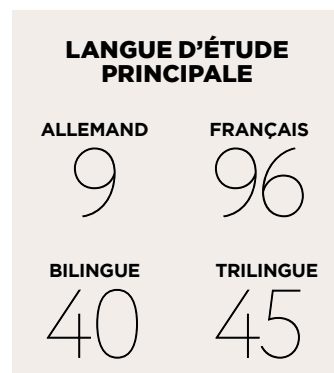 LANGUE D’ÉTUDE
PRINCIPALE
ALLEMAND
9
FRANÇAIS
96
BILINGUE
40
TRILINGUE
45